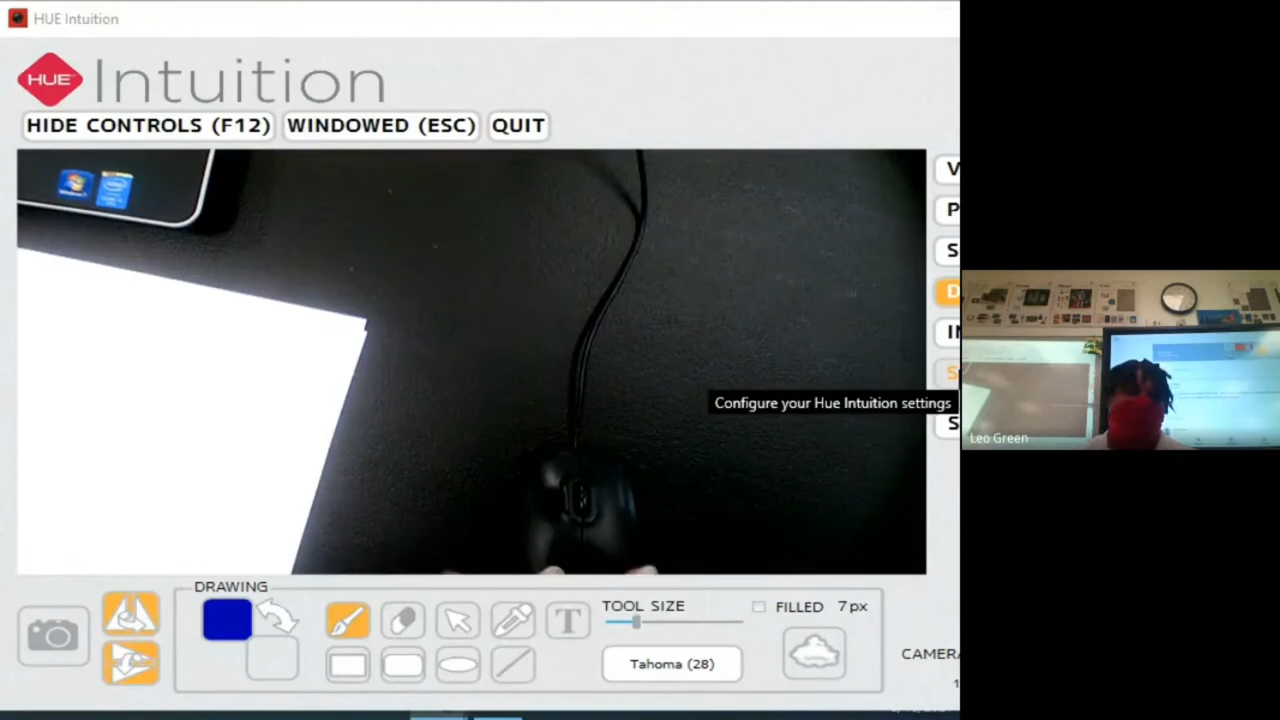 HUE Intuition
HUE Intuition
HIDE CONTROLS (F12) WINDOWED (ESC) QUIT
V
P
S
D
Configure your Hue Intuition settings
S
Leo Green
DRAWING
TOOL SIZE
FILLED 7px
T
Tahoma (28)
CAMERA